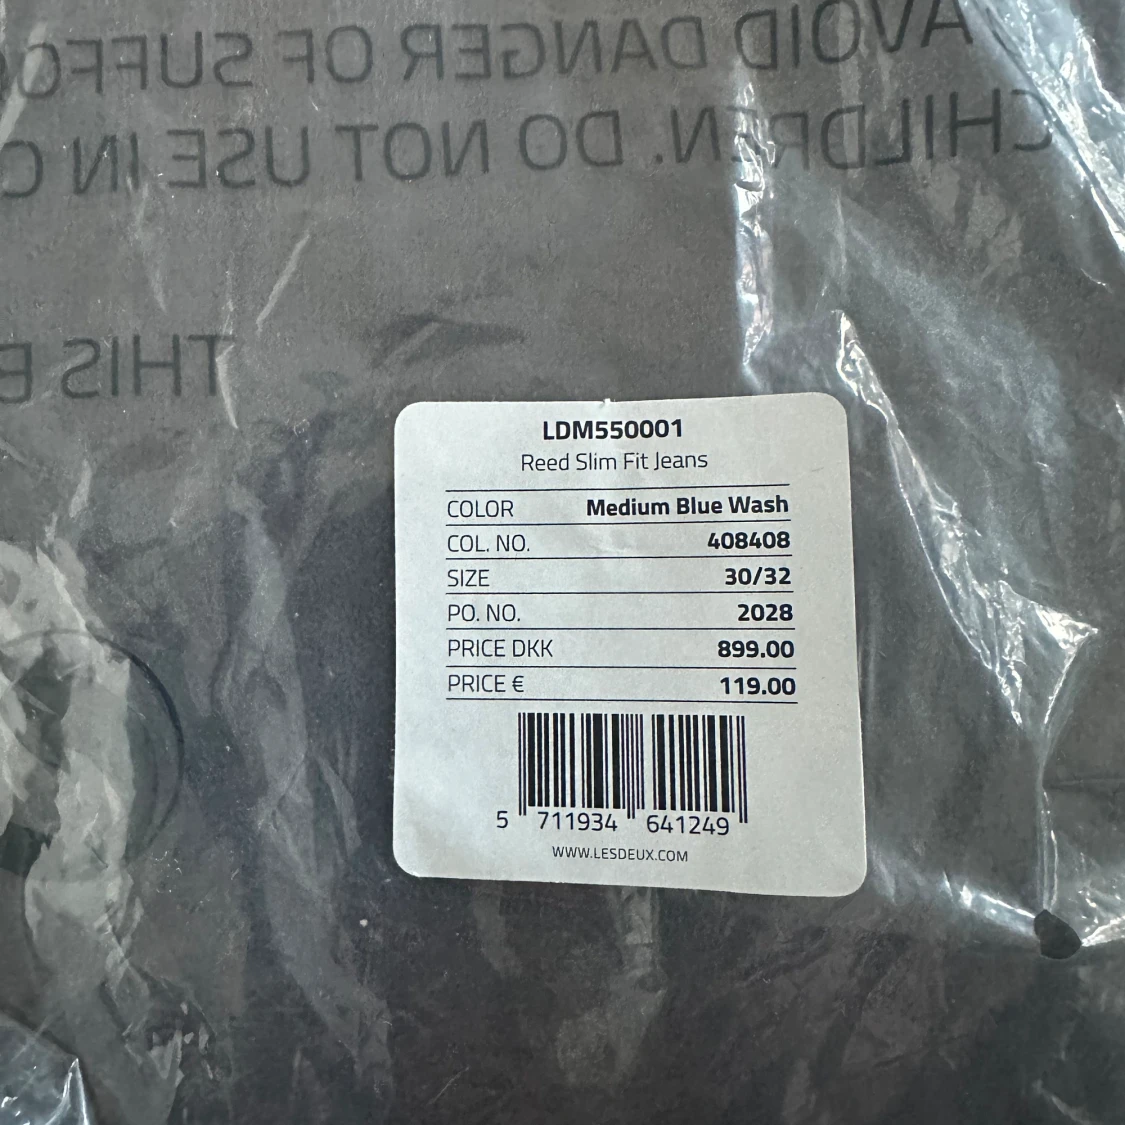 AVOID DANGER OF SUFFO
CHILDREN. DO NOT USE IN C
THIS B
LDM550001
Reed Slim Fit Jeans
COLOR Medium Blue Wash
COL. NO. 408408
SIZE 30/32
PO. NO. 2028
PRICE DKK 899.00
PRICE € 119.00
5 711934 641249
WWW.LESDEUX.COM